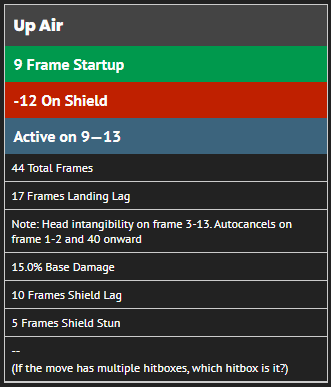 Up Air
9 Frame Startup
-12 On Shield
Active on 9—13
44 Total Frames
17 Frames Landing Lag
Note: Head intangibility on frame 3-13. Autocancels on
frame 1-2 and 40 onward
15.0% Base Damage
10 Frames Shield Lag
5 Frames Shield Stun
--
(If the move has multiple hitboxes, which hitbox is it?)